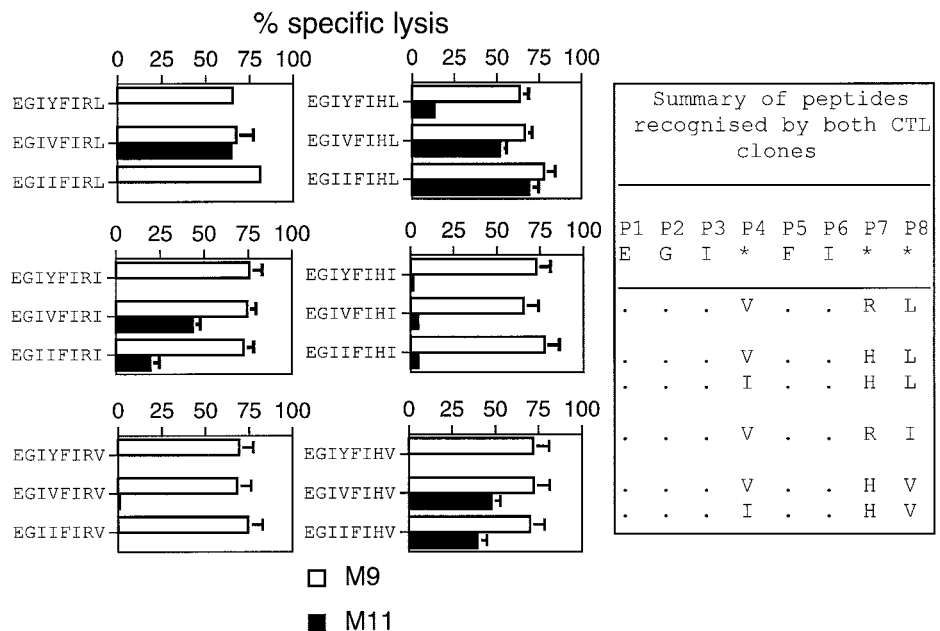 % specific lysis
0 25 50 75 100
EGIYFIRL
EGIVFIRL
EGIIFIRL
0 25 50 75 100
EGIYFIHL
EGIVFIHL
EGIIFIHL
0 25 50 75 100
EGIYFIRI
EGIVFIRI
EGIIFIRI
0 25 50 75 100
EGIYFIHI
EGIVFIHI
EGIIFIHI
0 25 50 75 100
EGIYFIRV
EGIVFIRV
EGIIFIRV
0 25 50 75 100
EGIYFIHV
EGIVFIHV
EGIIFIHV
M9
M11
Summary of peptides
recognised by both CTL
clones
P1 P2 P3 P4 P5 P6 P7 P8
E G I * F I * *
. . . V . . R L
. . . V . . H L
. . . I . . H L
. . . V . . R I
. . . V . . H V
. . . I . . H V